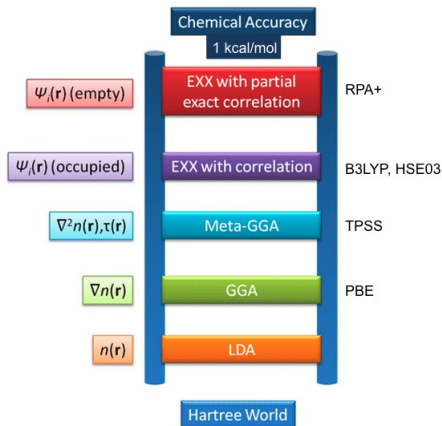 Chemical Accuracy
1 kcal/mol
Ψi(r) (empty)
EXX with partial
exact correlation
RPA+
Ψi(r) (occupied)
EXX with correlation
B3LYP, HSE03
∇²n(r),τ(r)
Meta-GGA
TPSS
∇n(r)
GGA
PBE
n(r)
LDA
Hartree World